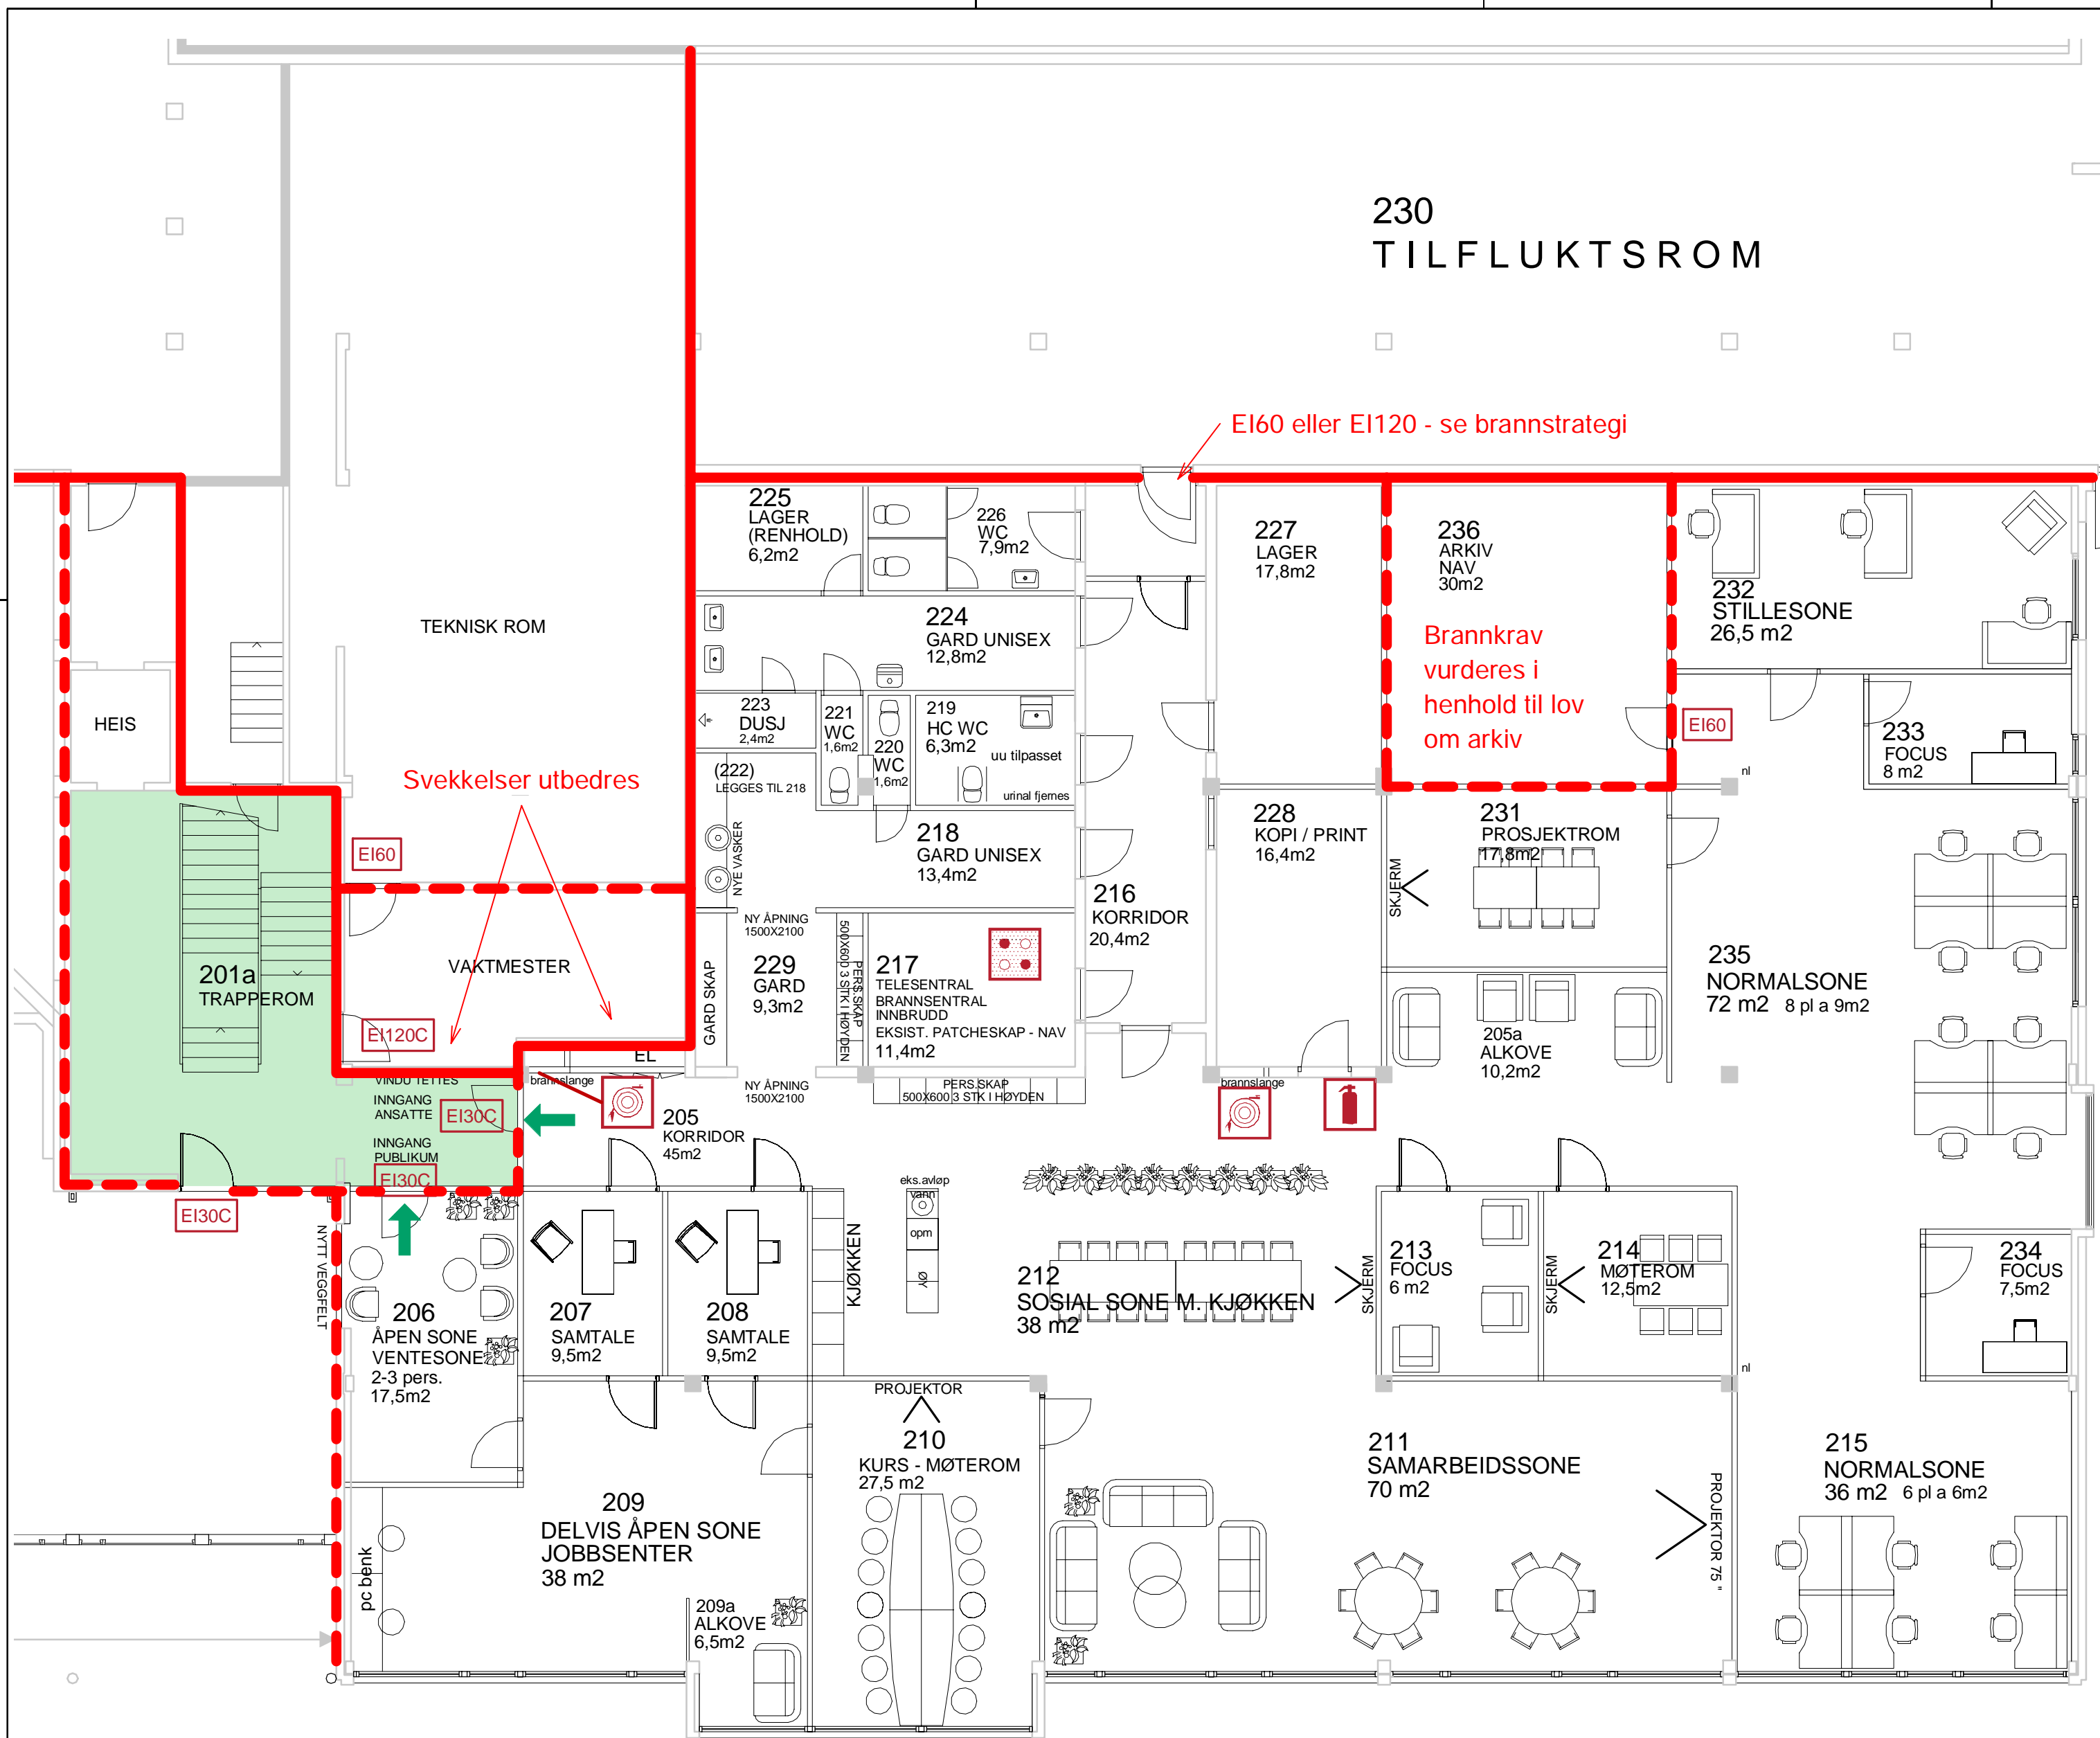 230
TILFLUKTSROM
EI60 eller EI120 - se brannstrategi
225
LAGER
(RENHOLD)
6,2m2
226
WC
7,9m2
227
LAGER
17,8m2
236
ARKIV
NAV
30m2
Brannkrav
vurderes i
henhold til lov
om arkiv
232
STILLESONE
26,5 m2
EI60
233
FOCUS
8 m2
nl
TEKNISK ROM
224
GARD UNISEX
12,8m2
HEIS
223
DUSJ
2,4m2
221
WC
1,6m2
220
WC
1,6m2
219
HC WC
6,3m2
uu tilpasset
urinal fjernes
Svekkelser utbedres
(222)
LEGGES TIL 218
NYE VASKER
218
GARD UNISEX
13,4m2
228
KOPI / PRINT
16,4m2
231
PROSJEKTROM
17,8m2
SKJERM
EI60
216
KORRIDOR
20,4m2
NY ÅPNING
1500X2100
201a
TRAPPEROM
VAKTMESTER
GARD SKAP
229
GARD
9,3m2
PERS.SKAP
500X600 3 STK I HØYDEN
217
TELESENTRAL
BRANNSENTRAL
INNBRUDD
EKSIST. PATCHESKAP - NAV
11,4m2
235
NORMALSONE
72 m2 8 pl a 9m2
205a
ALKOVE
10,2m2
EI120C
EL
VINDU TETTES
INNGANG
ANSATTE
EI30C
INNGANG
PUBLIKUM
EI30C
EI30C
brannslange
NY ÅPNING
1500X2100
PERS.SKAP
500X600 3 STK I HØYDEN
brannslange
205
KORRIDOR
45m2
eks.avløp
vann
opm
KJØKKEN
NYTT VEGGFELT
206
ÅPEN SONE
VENTESONE
2-3 pers.
17,5m2
207
SAMTALE
9,5m2
208
SAMTALE
9,5m2
212
SOSIAL SONE M. KJØKKEN
38 m2
SKJERM
213
FOCUS
6 m2
SKJERM
214
MØTEROM
12,5m2
234
FOCUS
7,5m2
nl
PROJEKTOR
210
KURS - MØTEROM
27,5 m2
211
SAMARBEIDSSONE
70 m2
PROJEKTOR 75 "
215
NORMALSONE
36 m2 6 pl a 6m2
209
DELVIS ÅPEN SONE
JOBBSENTER
38 m2
pc benk
209a
ALKOVE
6,5m2